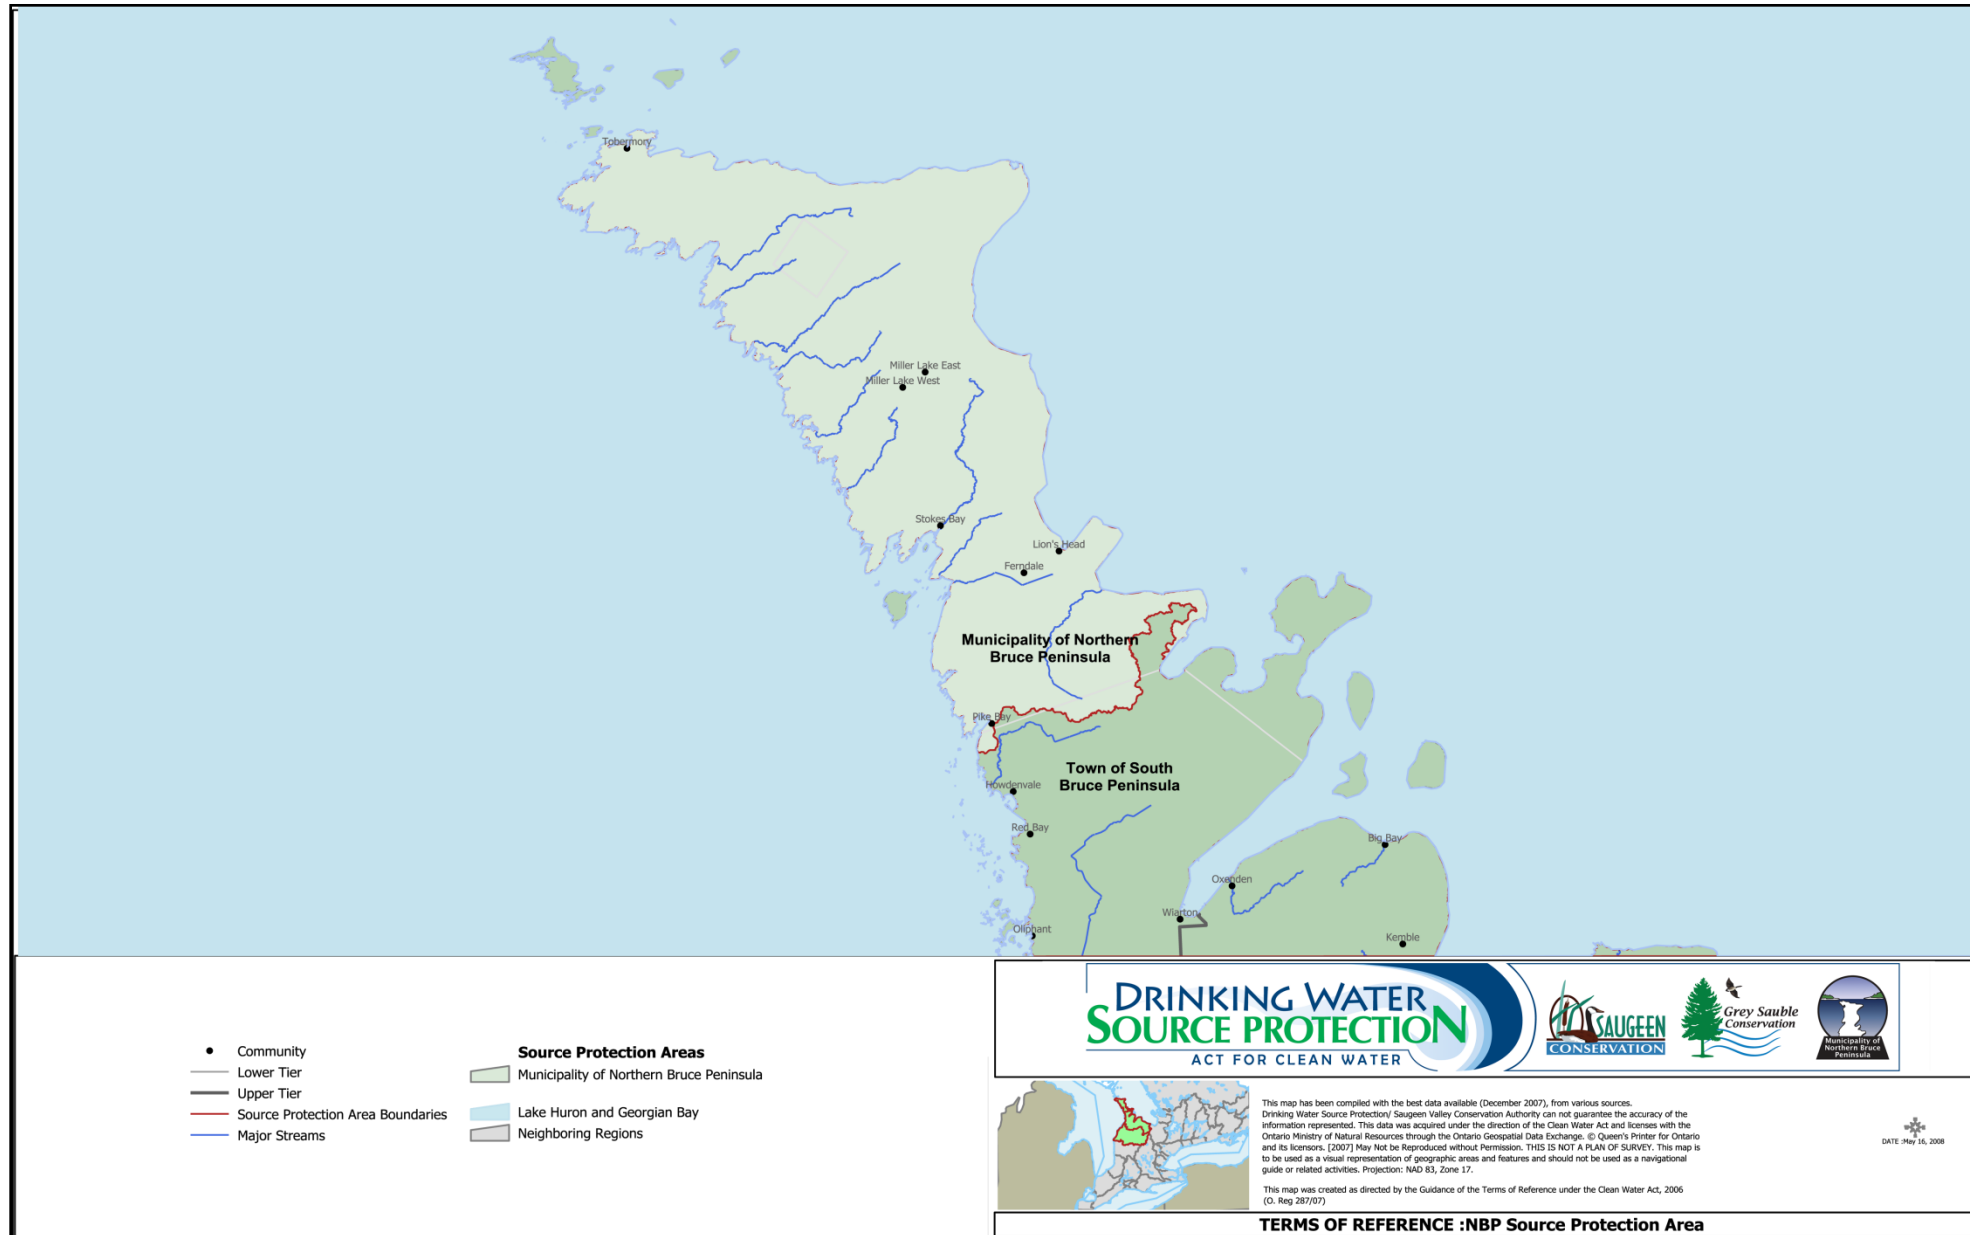 Tobermory
Miller Lake East
Miller Lake West
Stokes Bay
Lion's Head
Ferndale
Municipality of Northern
Bruce Peninsula
Pike Bay
Town of South
Bruce Peninsula
Howdenvale
Red Bay
Big Bay
Oxenden
Wiarton
Oliphant
Kemble
Community
Lower Tier
Upper Tier
Source Protection Area Boundaries
Major Streams
Source Protection Areas
Municipality of Northern Bruce Peninsula
Lake Huron and Georgian Bay
Neighboring Regions
DRINKING WATER
SOURCE PROTECTION
ACT FOR CLEAN WATER
SAUGEEN
CONSERVATION
Grey Sauble
Conservation
Municipality of
Northern Bruce
Peninsula
This map has been compiled with the best data available (December 2007), from various sources.
Drinking Water Source Protection/ Saugeen Valley Conservation Authority can not guarantee the accuracy of the
information represented. This data was acquired under the direction of the Clean Water Act and licenses with the
Ontario Ministry of Natural Resources through the Ontario Geospatial Data Exchange. © Queen's Printer for Ontario
and its licensors. [2007] May Not be Reproduced without Permission. THIS IS NOT A PLAN OF SURVEY. This map is
to be used as a visual representation of geographic areas and features and should not be used as a navigational
guide or related activities. Projection: NAD 83, Zone 17.
This map was created as directed by the Guidance of the Terms of Reference under the Clean Water Act, 2006
(O. Reg 287/07)
DATE :May 16, 2008
TERMS OF REFERENCE :NBP Source Protection Area